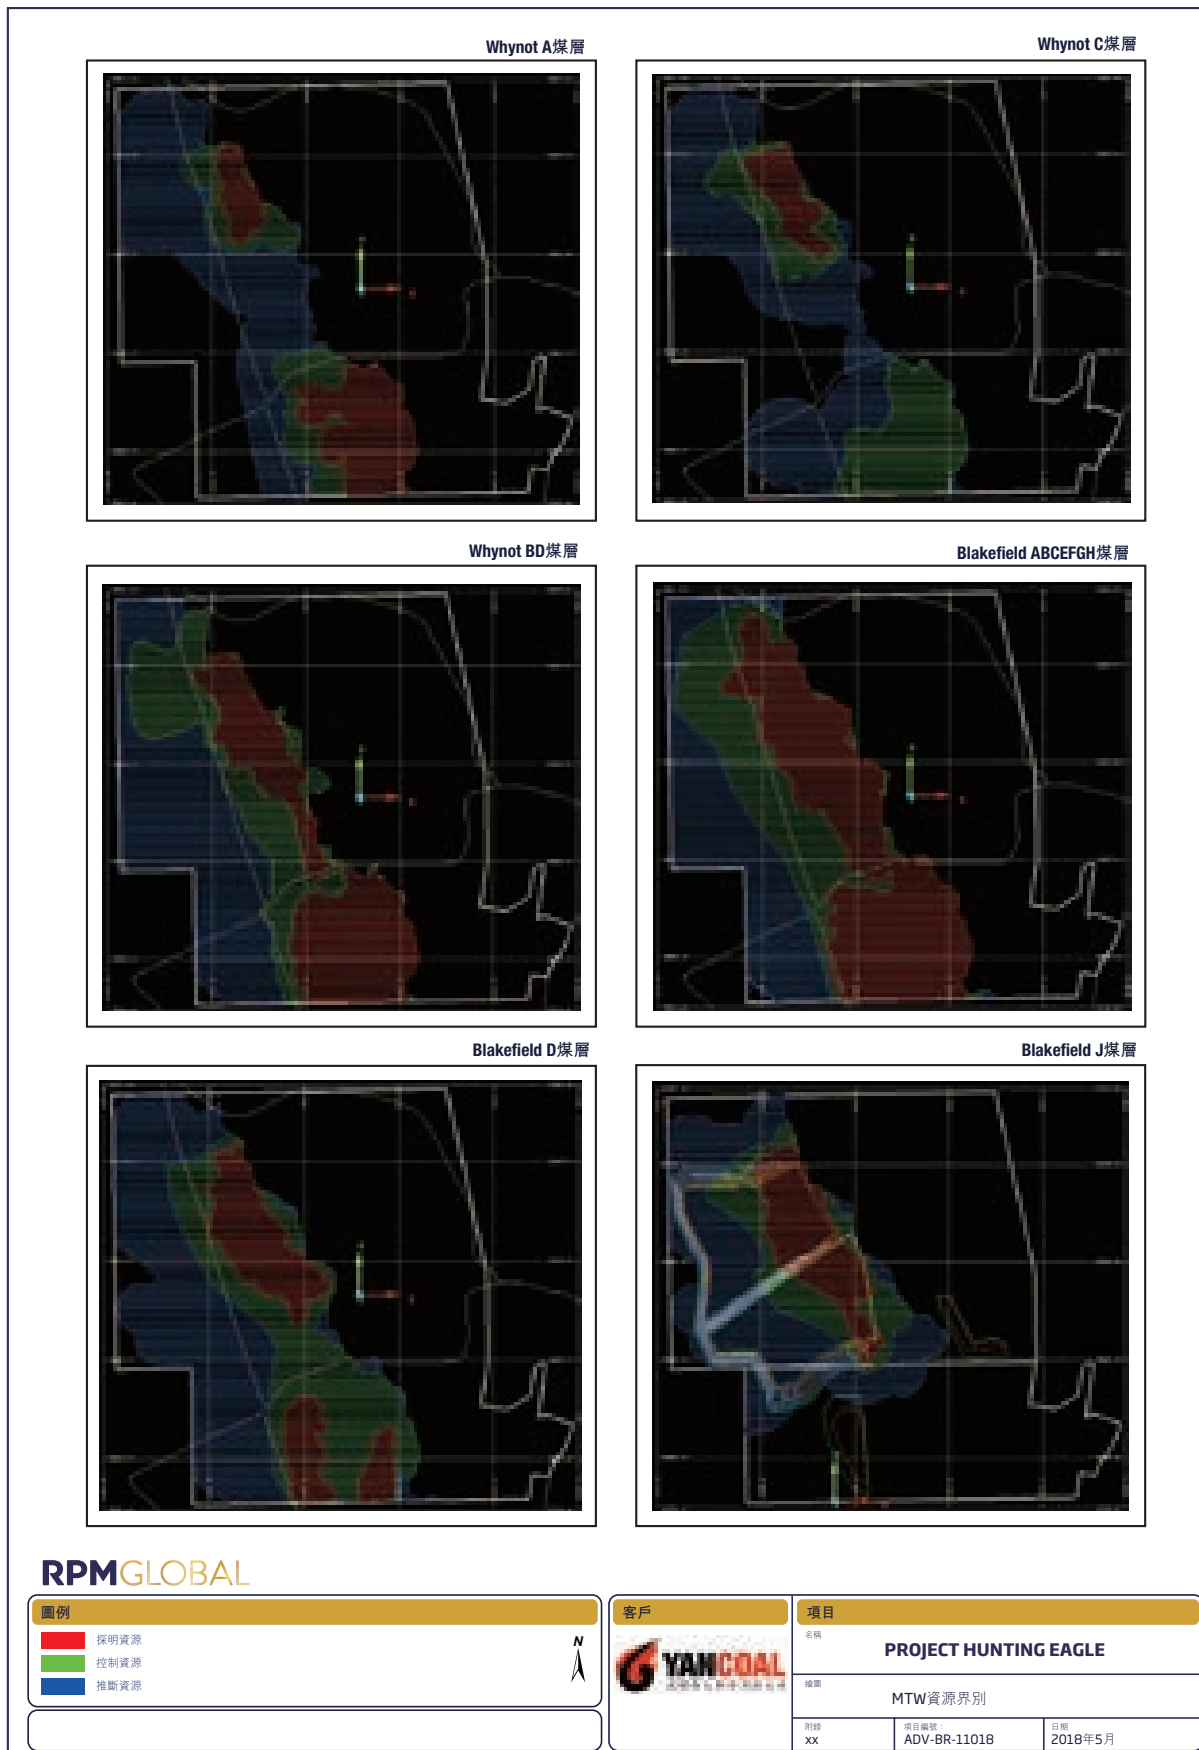 Whynot A煤層
Whynot C煤層
Whynot BD煤層
Blakefield ABCEFGH煤層
Blakefield D煤層
Blakefield J煤層
RPMGLOBAL
圖例
探明資源
控制資源
推斷資源
N
客戶
YANCOAL
項目
名稱
PROJECT HUNTING EAGLE
繪圖
MTW資源界別
附錄
xx
項目編號：
ADV-BR-11018
日期
2018年5月